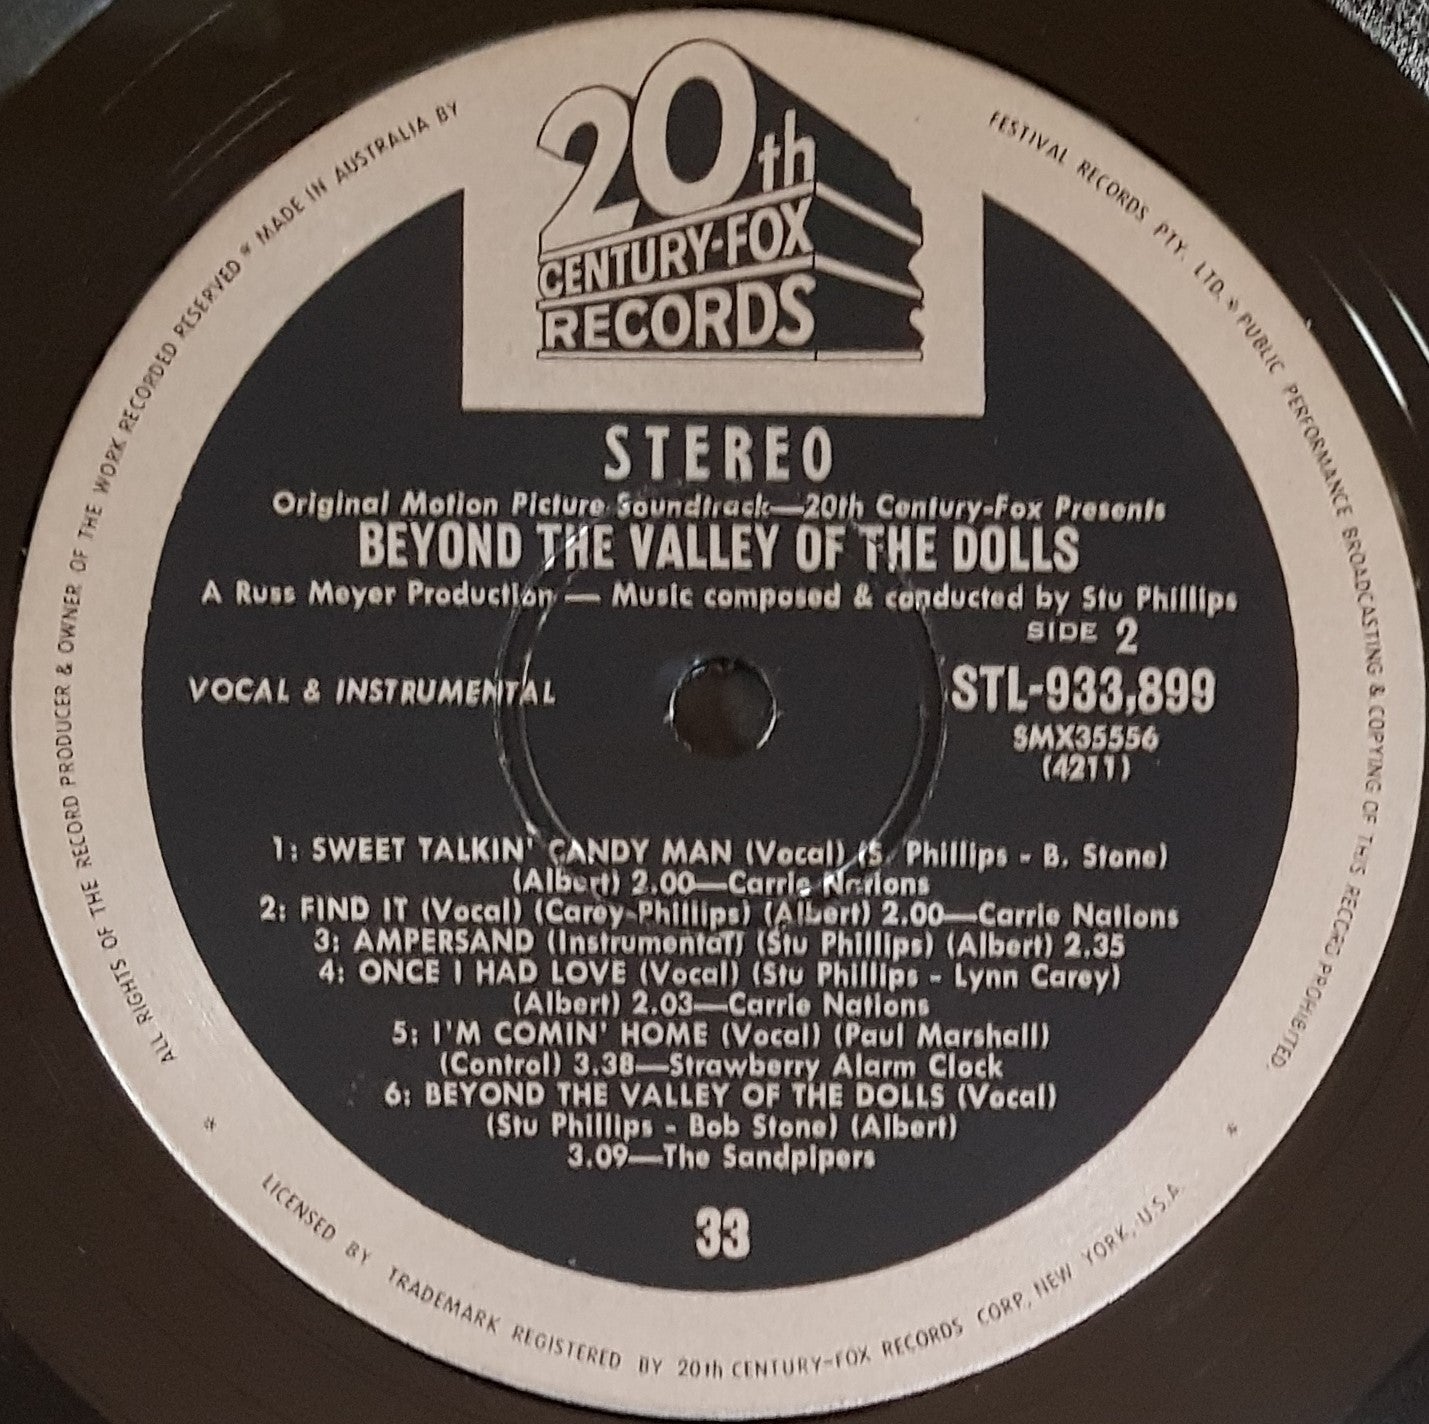 ALL RIGHTS OF THE RECORD PRODUCER & OWNER OF THE WORK RECORDED RESERVED * MADE IN AUSTRALIA BY
FESTIVAL RECORDS PTY. LTD. * PUBLIC PERFORMANCE BROADCASTING & COPYING OF THIS RECORD PROHIBITED.
20th
CENTURY-FOX
RECORDS
STEREO
Original Motion Picture Soundtrack—20th Century-Fox Presents
BEYOND THE VALLEY OF THE DOLLS
A Russ Meyer Production — Music composed & conducted by Stu Phillips
SIDE 2
VOCAL & INSTRUMENTAL
STL-933,899
SMX35556
(4211)
1: SWEET TALKIN' CANDY MAN (Vocal) (S. Phillips - B. Stone)
(Albert) 2.00—Carrie Nations
2: FIND IT (Vocal) (Carey-Phillips) (Albert) 2.00—Carrie Nations
3: AMPERSAND (Instrumental) (Stu Phillips) (Albert) 2.35
4: ONCE I HAD LOVE (Vocal) (Stu Phillips - Lynn Carey)
(Albert) 2.03—Carrie Nations
5: I'M COMIN' HOME (Vocal) (Paul Marshall)
(Control) 3.38—Strawberry Alarm Clock
6: BEYOND THE VALLEY OF THE DOLLS (Vocal)
(Stu Phillips - Bob Stone) (Albert)
3.09—The Sandpipers
33
* LICENSED BY TRADEMARK REGISTERED BY 20th CENTURY-FOX RECORDS CORP., NEW YORK, U.S.A. *